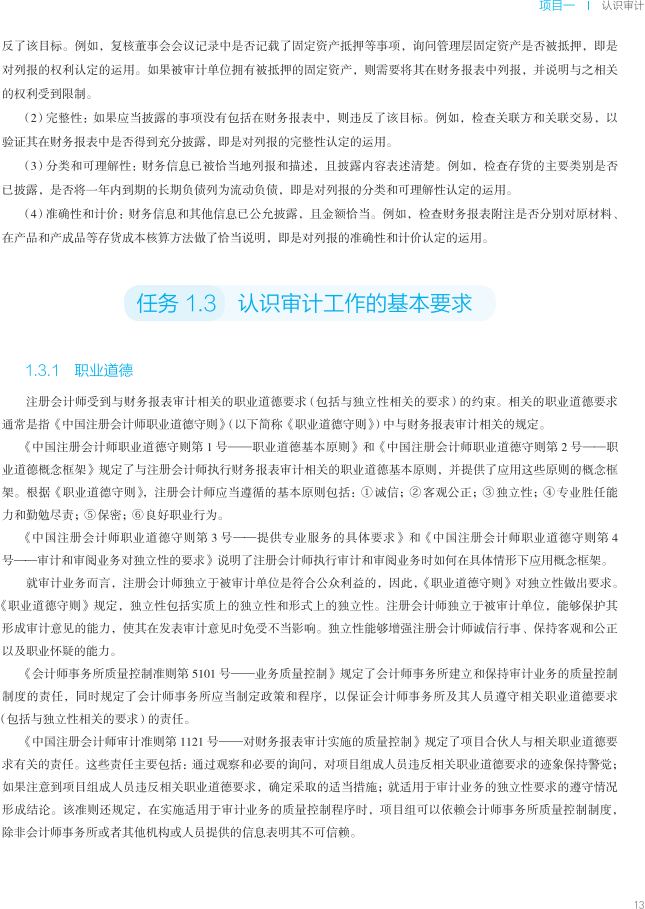 项目一 | 认识审计
反了该目标。例如，复核董事会会议记录中是否记载了固定资产抵押等事项，询问管理层固定资产是否被抵押，即是
对列报的权利认定的运用。如果被审计单位拥有被抵押的固定资产，则需要将其在财务报表中列报，并说明与之相关
的权利受到限制。
（2）完整性：如果应当披露的事项没有包括在财务报表中，则违反了该目标。例如，检查关联方和关联交易，以
验证其在财务报表中是否得到充分披露，即是对列报的完整性认定的运用。
（3）分类和可理解性：财务信息已被恰当地列报和描述，且披露内容表述清楚。例如，检查存货的主要类别是否
已披露，是否将一年内到期的长期负债列为流动负债，即是对列报的分类和可理解性认定的运用。
（4）准确性和计价：财务信息和其他信息已公允披露，且金额恰当。例如，检查财务报表附注是否分别对原材料、
在产品和产成品等存货成本核算方法做了恰当说明，即是对列报的准确性和计价认定的运用。
任务 1.3 认识审计工作的基本要求
1.3.1 职业道德
注册会计师受到与财务报表审计相关的职业道德要求（包括与独立性相关的要求）的约束。相关的职业道德要求
通常是指《中国注册会计师职业道德守则》（以下简称《职业道德守则》）中与财务报表审计相关的规定。
《中国注册会计师职业道德守则第 1 号——职业道德基本原则》和《中国注册会计师职业道德守则第 2 号——职
业道德概念框架》规定了与注册会计师执行财务报表审计相关的职业道德基本原则，并提供了应用这些原则的概念框
架。根据《职业道德守则》，注册会计师应当遵循的基本原则包括：①诚信；②客观公正；③独立性；④专业胜任能
力和勤勉尽责；⑤保密；⑥良好职业行为。
《中国注册会计师职业道德守则第 3 号——提供专业服务的具体要求》和《中国注册会计师职业道德守则第 4
号——审计和审阅业务对独立性的要求》说明了注册会计师执行审计和审阅业务时如何在具体情形下应用概念框架。
就审计业务而言，注册会计师独立于被审计单位是符合公众利益的，因此，《职业道德守则》对独立性做出要求。
《职业道德守则》规定，独立性包括实质上的独立性和形式上的独立性。注册会计师独立于被审计单位，能够保护其
形成审计意见的能力，使其在发表审计意见时免受不当影响。独立性能够增强注册会计师诚信行事、保持客观和公正
以及职业怀疑的能力。
《会计师事务所质量控制准则第 5101 号——业务质量控制》规定了会计师事务所建立和保持审计业务的质量控制
制度的责任，同时规定了会计师事务所应当制定政策和程序，以保证会计师事务所及其人员遵守相关职业道德要求
（包括与独立性相关的要求）的责任。
《中国注册会计师审计准则第 1121 号——对财务报表审计实施的质量控制》规定了项目合伙人与相关职业道德要
求有关的责任。这些责任主要包括：通过观察和必要的询问，对项目组成人员违反相关职业道德要求的迹象保持警觉；
如果注意到项目组成人员违反相关职业道德要求，确定采取的适当措施；就适用于审计业务的独立性要求的遵守情况
形成结论。该准则还规定，在实施适用于审计业务的质量控制程序时，项目组可以依赖会计师事务所质量控制制度，
除非会计师事务所或者其他机构或人员提供的信息表明其不可信赖。
13